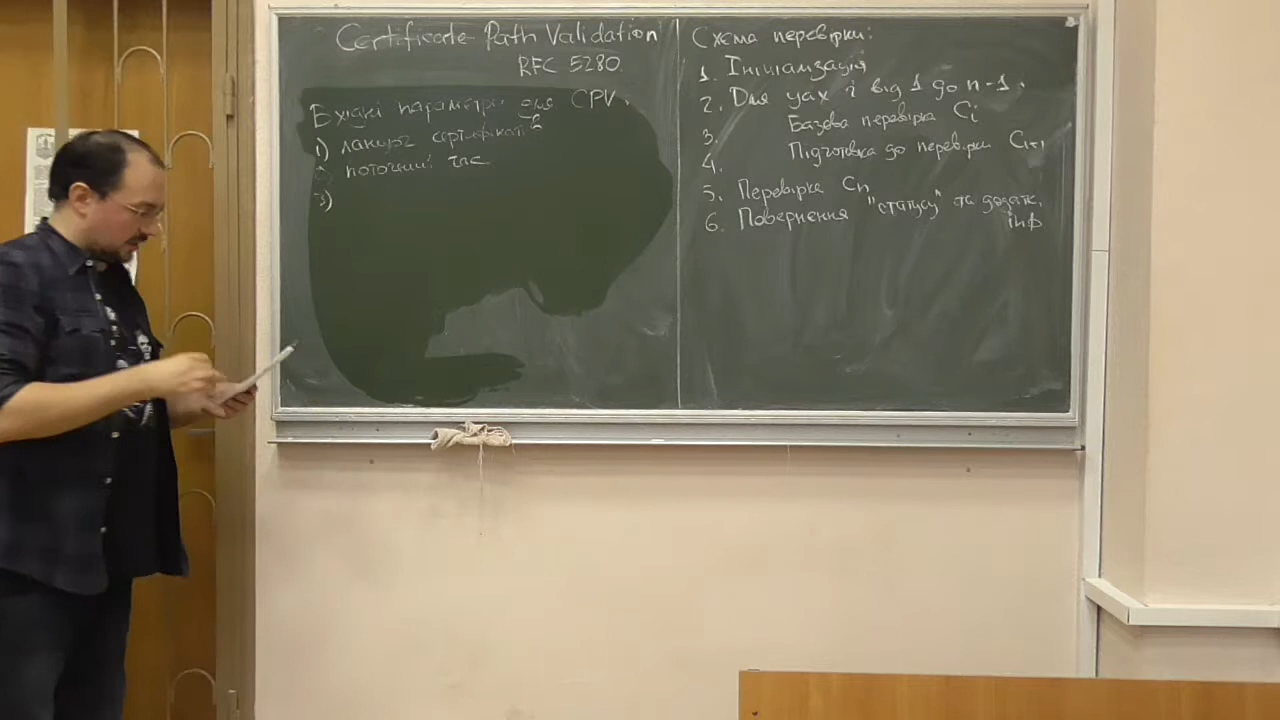 Certificate Path Validation
RFC 5280
Вхідні параметри для CPV.
1) ланцюг сертифікатів
2) поточний час
3)
Схема перевірки:
1. Ініціалізація
2. Для усіх i від 1 до n-1.
3. Базова перевірка Ci
4. Підготовка до перевірки Ci+1
5. Перевірка Cn
6. Повернення "статусу" та додатк.
інф